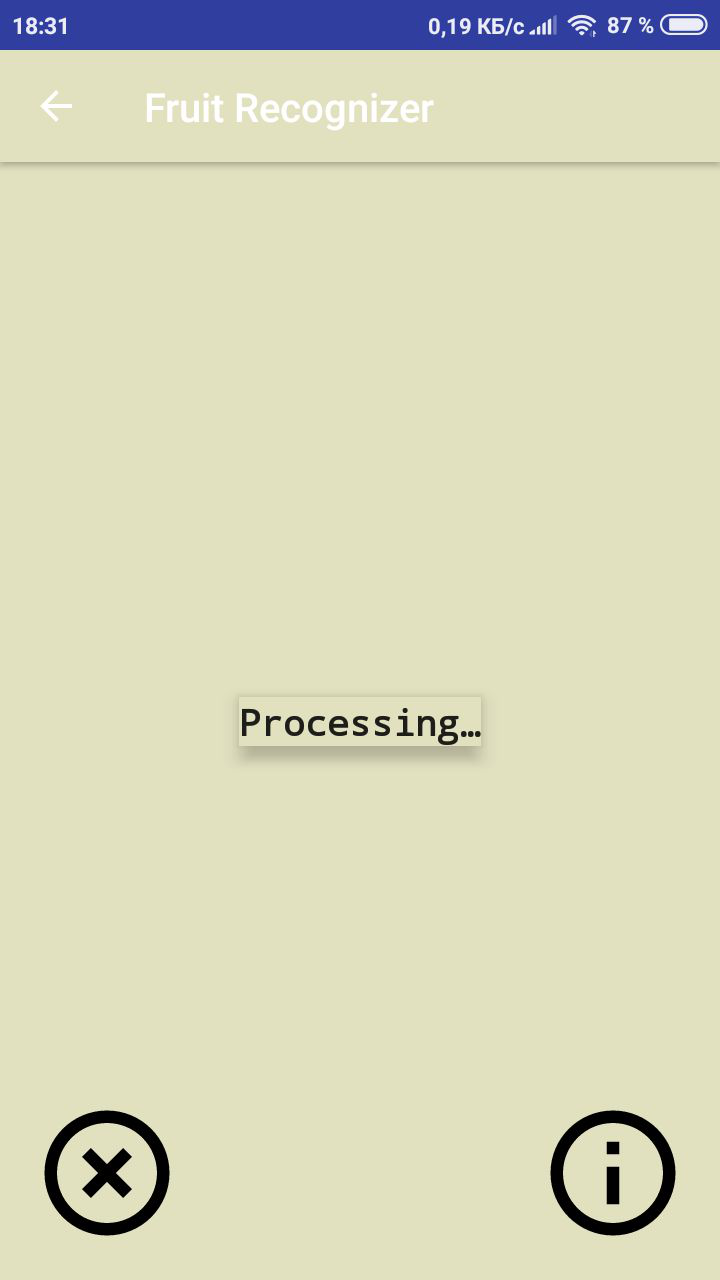 18:31 0,19 КБ/с 87 %
Fruit Recognizer
Processing…